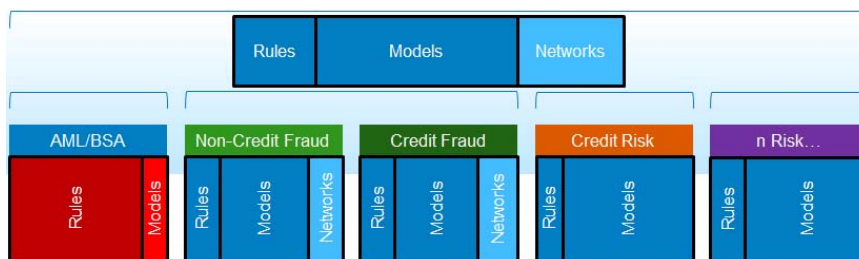 Rules Models Networks
AML/BSA Non-Credit Fraud Credit Fraud Credit Risk n Risk...
Rules Models Rules Models Networks Rules Models Networks Rules Models Rules Models